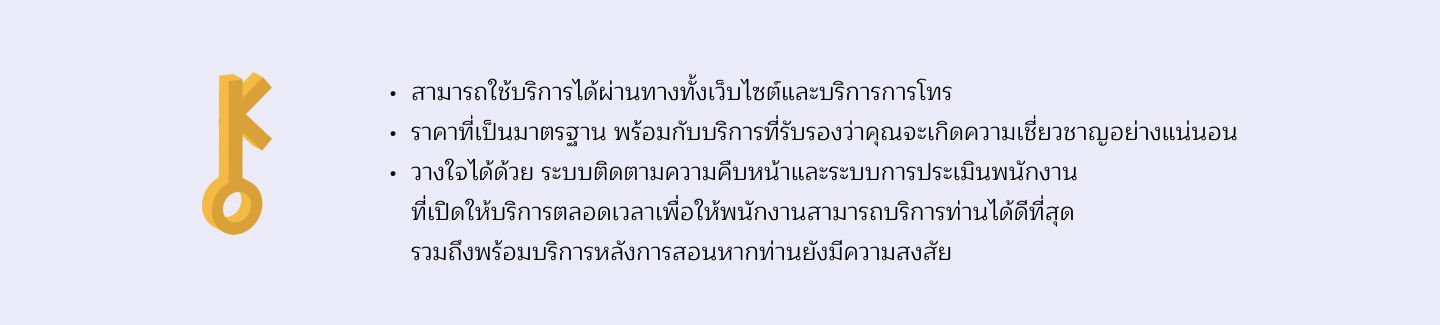 • สามารถใช้บริการได้ผ่านทางทั้งเว็บไซต์และบริการการโทร
• ราคาที่เป็นมาตรฐาน พร้อมกับบริการที่รับรองว่าคุณจะเกิดความเชี่ยวชาญอย่างแน่นอน
• วางใจได้ด้วย ระบบติดตามความคืบหน้าและระบบการประเมินพนักงาน
ที่เปิดให้บริการตลอดเวลาเพื่อให้พนักงานสามารถบริการท่านได้ดีที่สุด
รวมถึงพร้อมบริการหลังการสอนหากท่านยังมีความสงสัย